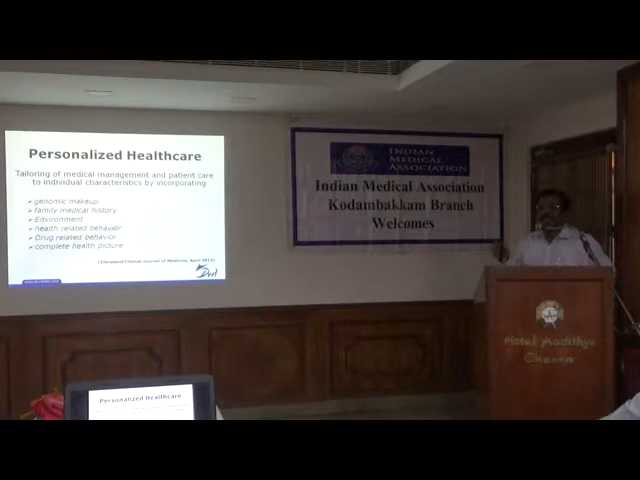 Personalized Healthcare
Tailoring of medical management and patient care
to individual characteristics by incorporating
genomic makeup
family medical history
Environment
health related behavior
Drug related behavior
complete health picture
(Cleveland Clinical Journal of Medicine, April 2012)
INDIAN
MEDICAL
ASSOCIATION
Indian Medical Association
Kodambakkam Branch
Welcomes
Hotel Aadithya
Chennai
Personalized Healthcare